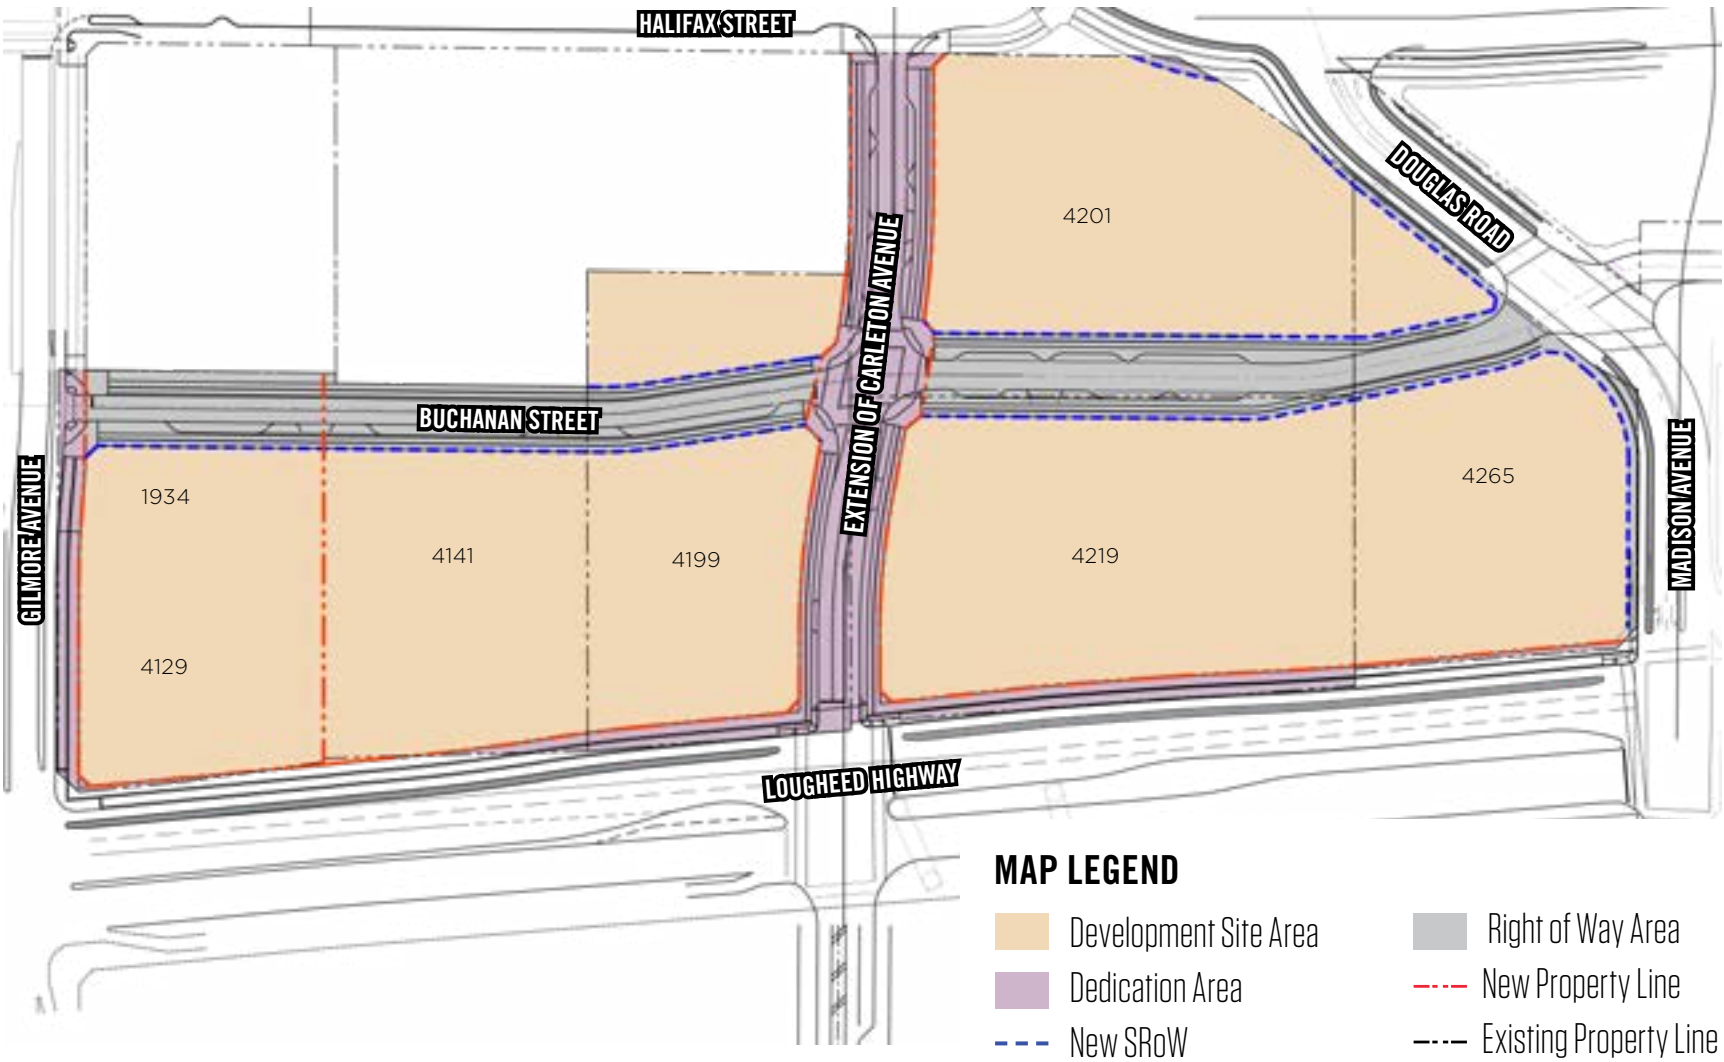 HALIFAX STREET
DOUGLAS ROAD
4201
EXTENSION OF CARLETON AVENUE
BUCHANAN STREET
GILMORE AVENUE
MADISON AVENUE
1934
4141
4199
4219
4265
4129
LOUGHEED HIGHWAY
MAP LEGEND
Development Site Area
Right of Way Area
Dedication Area
New Property Line
New SRoW
Existing Property Line